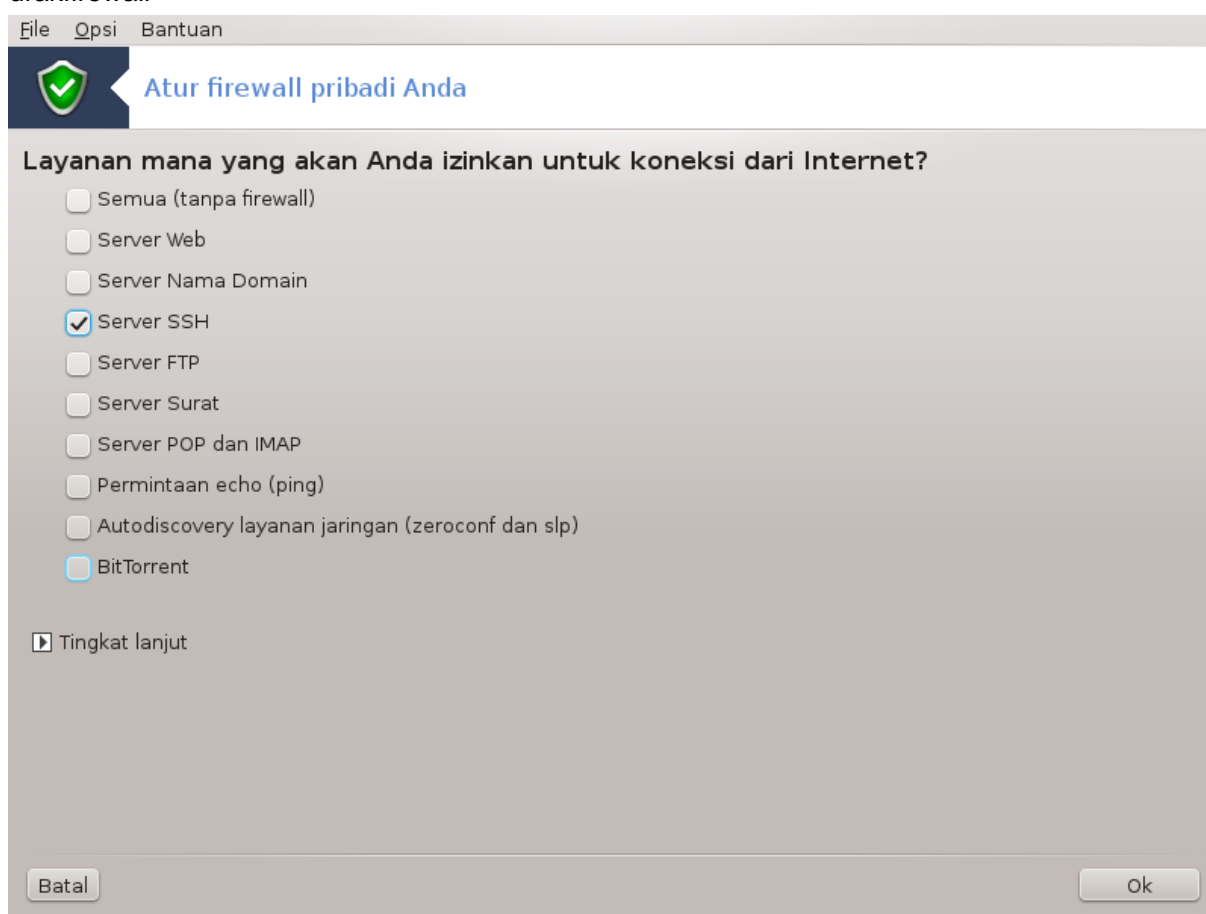 drakfirewall
File Opsi Bantuan
Atur firewall pribadi Anda
Layanan mana yang akan Anda izinkan untuk koneksi dari Internet?
Semua (tanpa firewall)
Server Web
Server Nama Domain
Server SSH
Server FTP
Server Surat
Server POP dan IMAP
Permintaan echo (ping)
Autodiscovery layanan jaringan (zeroconf dan slp)
BitTorrent
Tingkat lanjut
Batal
Ok